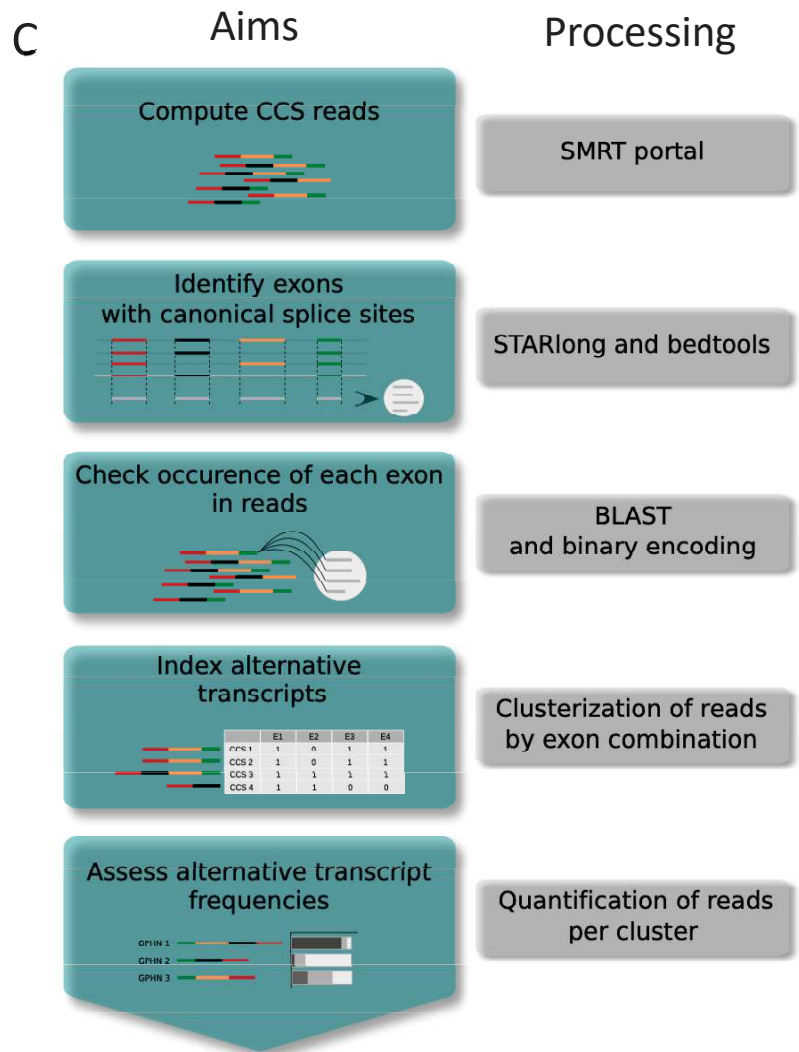 C
Aims
Processing
Compute CCS reads
SMRT portal
Identify exons
with canonical splice sites
STARlong and bedtools
Check occurence of each exon
in reads
BLAST
and binary encoding
Index alternative
transcripts
E1 E2 E3 E4
CCS 1 1 0 1 1
CCS 2 1 0 1 1
CCS 3 1 1 1 1
CCS 4 1 1 0 0
Clusterization of reads
by exon combination
Assess alternative transcript
frequencies
GPHN 1
GPHN 2
GPHN 3
Quantification of reads
per cluster